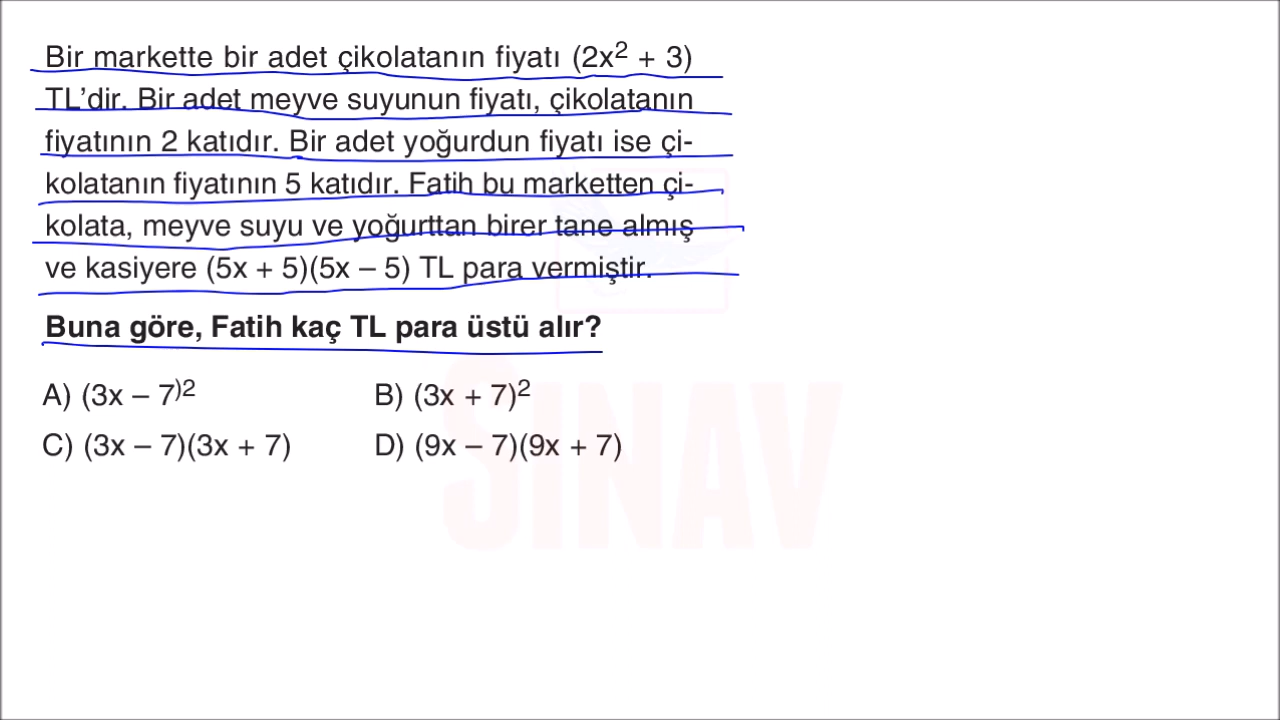 Bir markette bir adet çikolatanın fiyatı (2x² + 3)
TL’dir. Bir adet meyve suyunun fiyatı, çikolatanın
fiyatının 2 katıdır. Bir adet yoğurdun fiyatı ise çi-
kolatanın fiyatının 5 katıdır. Fatih bu marketten çi-
kolata, meyve suyu ve yoğurttan birer tane almış
ve kasiyere (5x + 5)(5x – 5) TL para vermiştir.
Buna göre, Fatih kaç TL para üstü alır?
A) (3x – 7)² B) (3x + 7)²
C) (3x – 7)(3x + 7) D) (9x – 7)(9x + 7)
SINAV